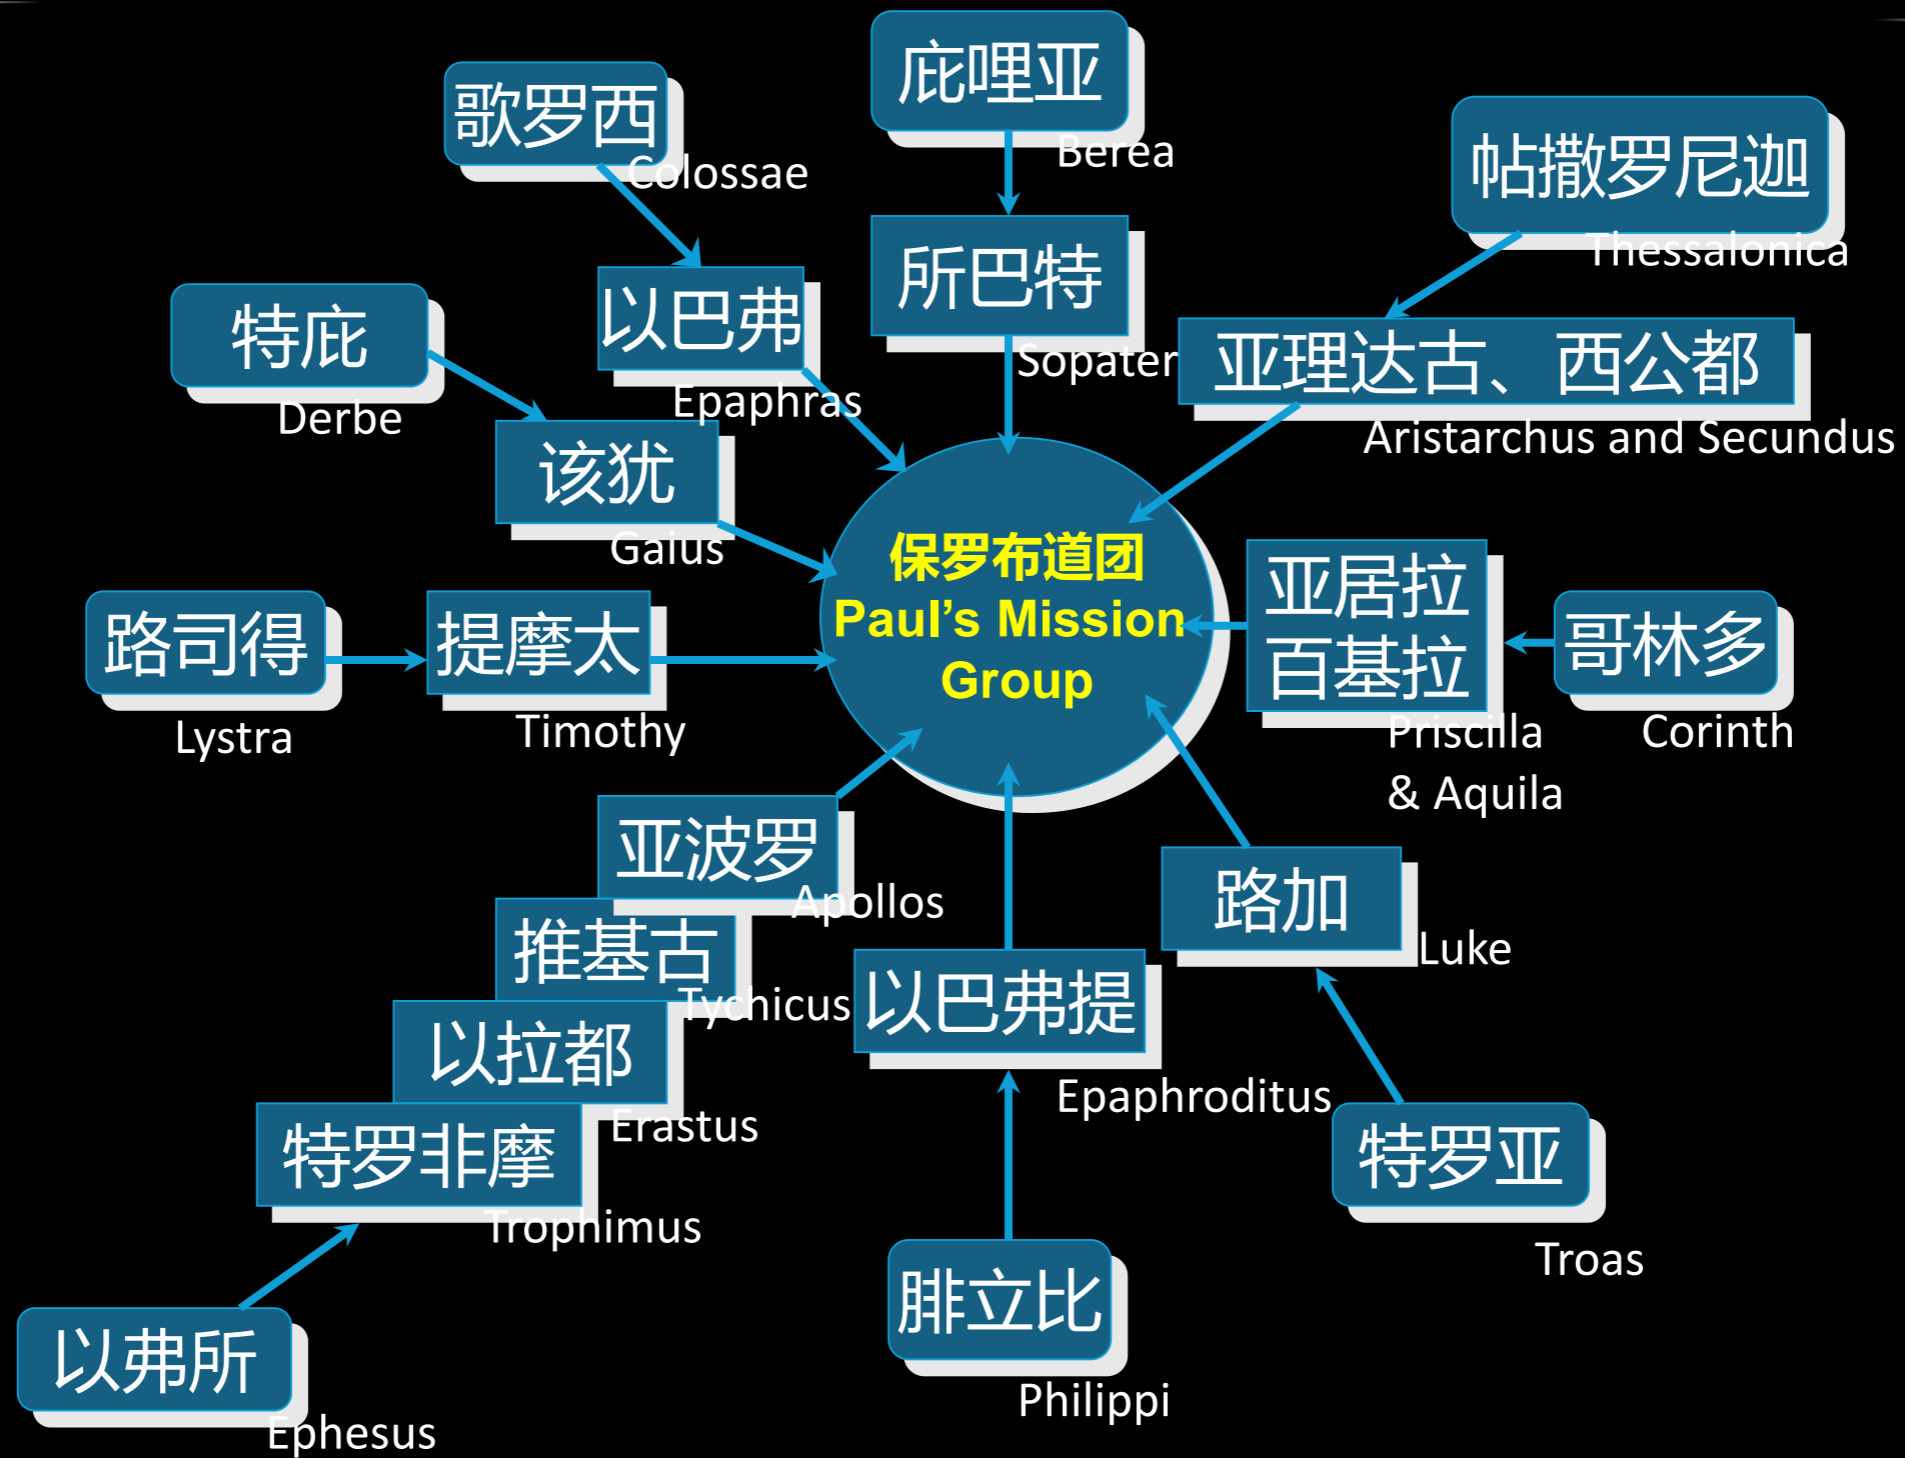 庇哩亚
Berea
歌罗西
Colossae
帖撒罗尼迦
Thessalonica
所巴特
Sopater
以巴弗
Epaphras
特庇
Derbe
亚理达古、西公都
Aristarchus and Secundus
该犹
Gaius
保罗布道团
Paul’s Mission
Group
亚居拉
百基拉
Priscilla
& Aquila
哥林多
Corinth
路司得
Lystra
提摩太
Timothy
亚波罗
Apollos
路加
Luke
推基古
Tychicus
以巴弗提
Epaphroditus
以拉都
Erastus
特罗非摩
Trophimus
特罗亚
Troas
腓立比
Philippi
以弗所
Ephesus